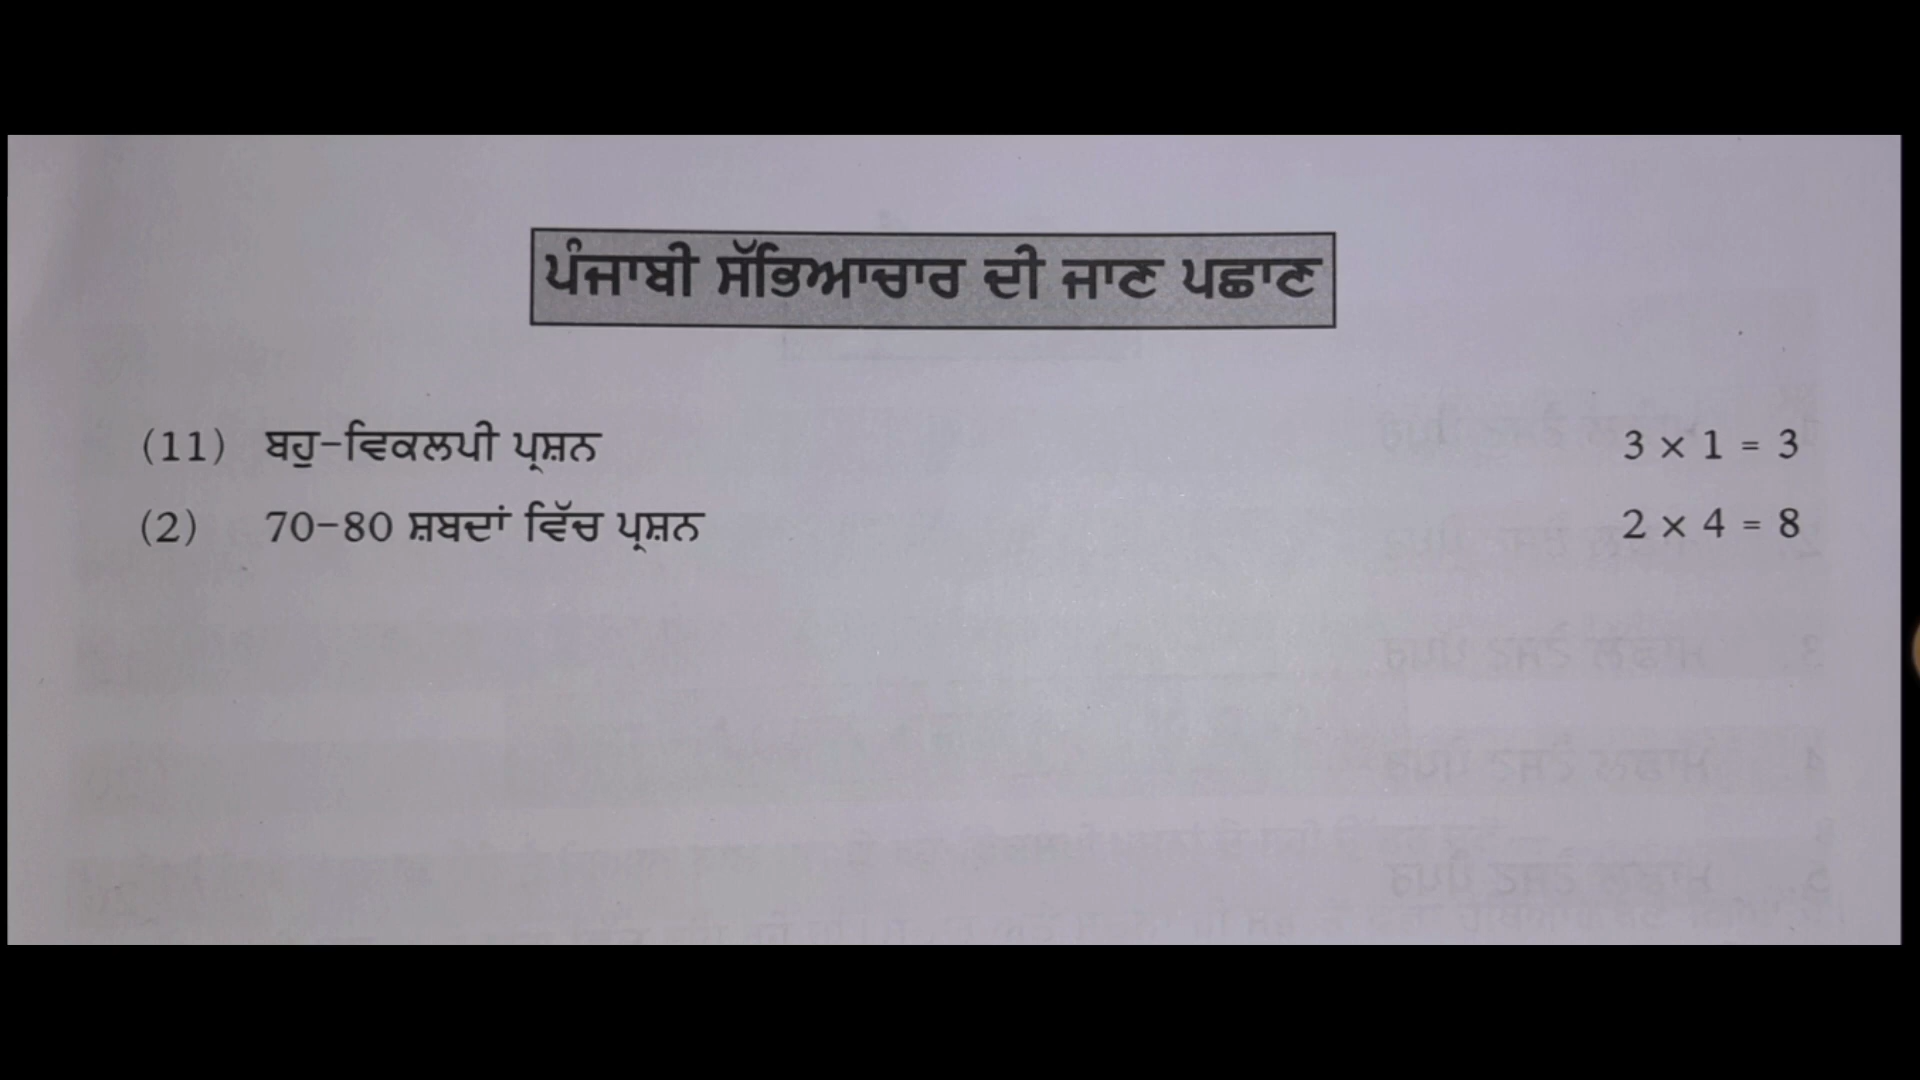 ਪੰਜਾਬੀ ਸੱਭਿਆਚਾਰ ਦੀ ਜਾਣ ਪਛਾਣ
(11) ਬਹੁ-ਵਿਕਲਪੀ ਪ੍ਰਸ਼ਨ 3 × 1 = 3
(2) 70-80 ਸ਼ਬਦਾਂ ਵਿੱਚ ਪ੍ਰਸ਼ਨ 2 × 4 = 8